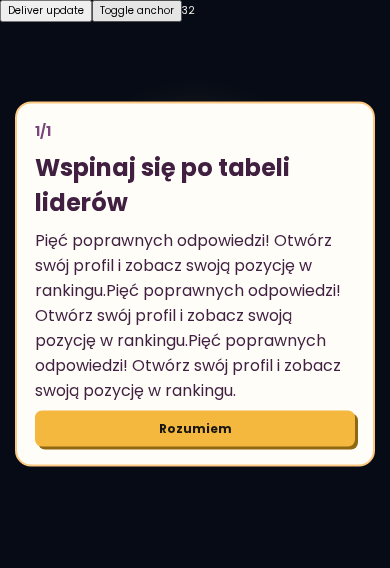 Deliver update Toggle anchor 32
1/1
Wspinaj się po tabeli
liderów
Pięć poprawnych odpowiedzi! Otwórz
swój profil i zobacz swoją pozycję w
rankingu.Pięć poprawnych odpowiedzi!
Otwórz swój profil i zobacz swoją
pozycję w rankingu.Pięć poprawnych
odpowiedzi! Otwórz swój profil i zobacz
swoją pozycję w rankingu.
Rozumiem